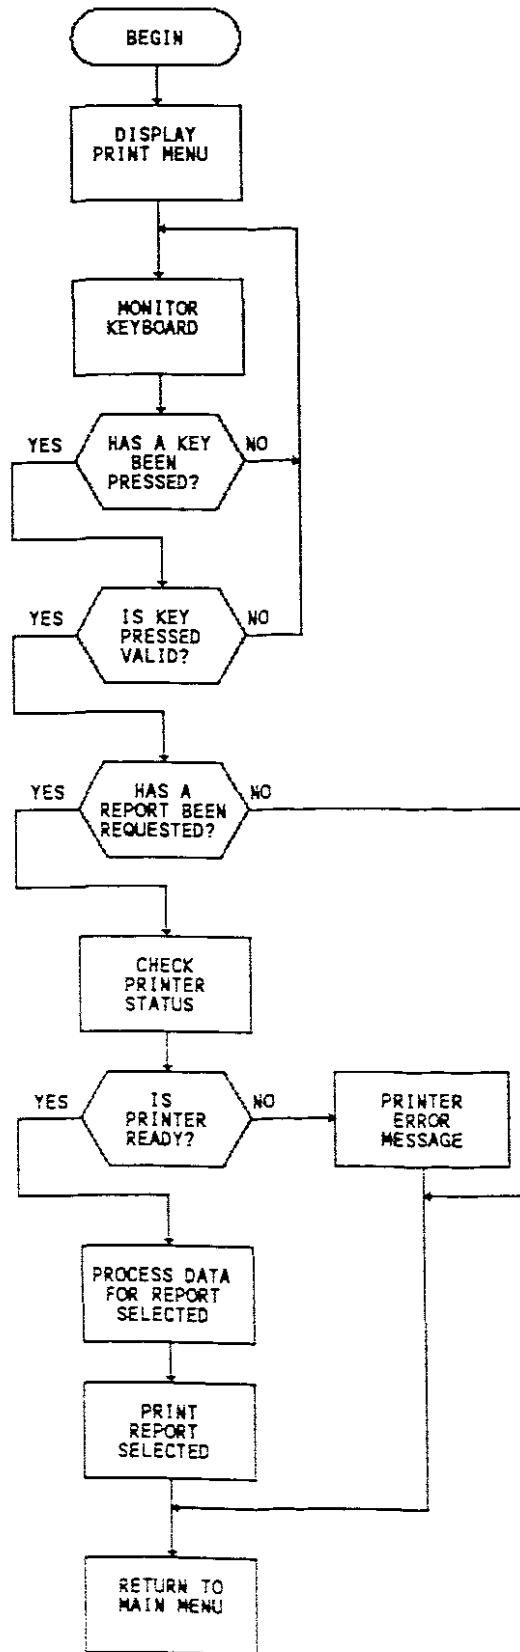 BEGIN
DISPLAY
PRINT MENU
MONITOR
KEYBOARD
YES
HAS A KEY
BEEN
PRESSED?
NO
YES
IS KEY
PRESSED
VALID?
NO
YES
HAS A
REPORT BEEN
REQUESTED?
NO
CHECK
PRINTER
STATUS
YES
IS
PRINTER
READY?
NO
PRINTER
ERROR
MESSAGE
PROCESS DATA
FOR REPORT
SELECTED
PRINT
REPORT
SELECTED
RETURN TO
MAIN MENU